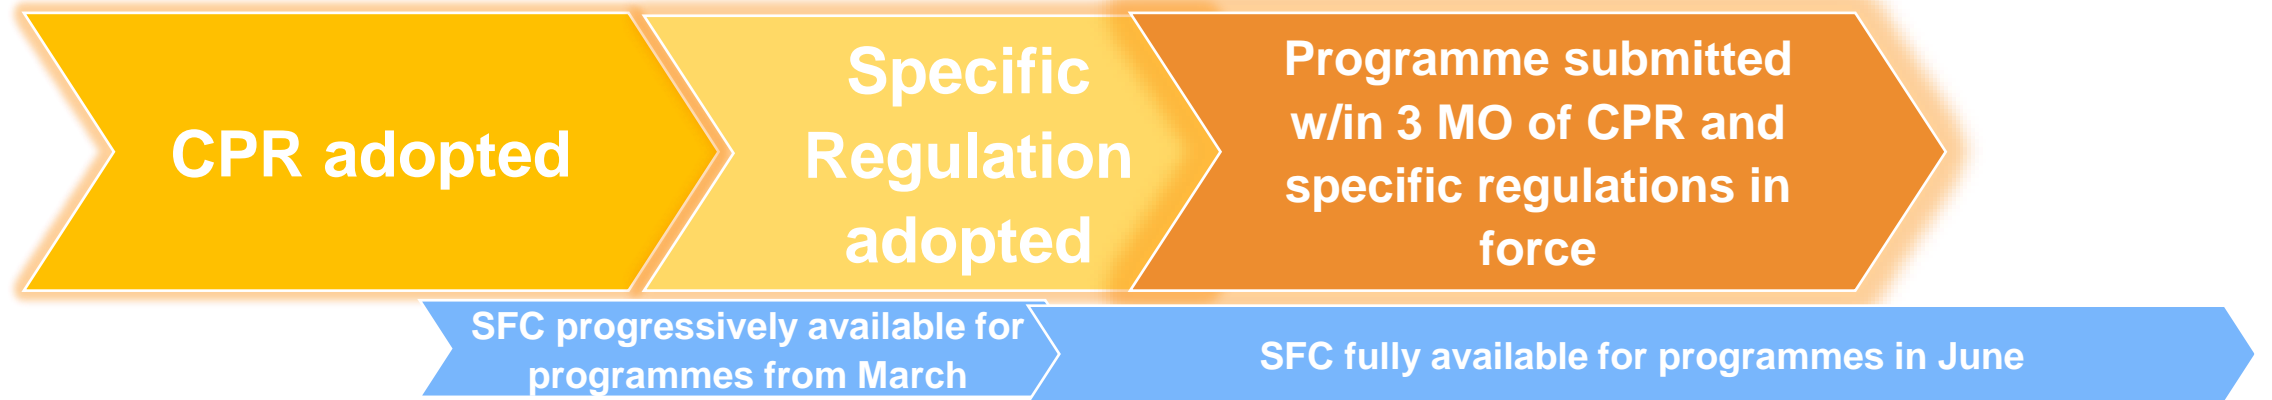 CPR adopted
Specific
Regulation
adopted
Programme submitted
w/in 3 MO of CPR and
specific regulations in
force
SFC progressively available for
programmes from March
SFC fully available for programmes in June